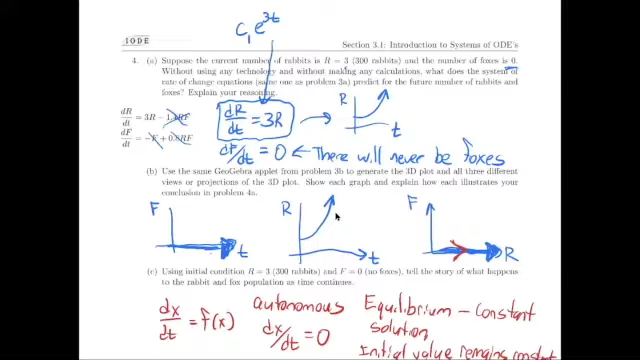 C₁e^{3t}
IODE
Section 3.1: Introduction to Systems of ODE's
4. (a) Suppose the current number of rabbits is R = 3 (300 rabbits) and the number of foxes is 0.
Without using any technology and without making any calculations, what does the system of
rate of change equations (same one as problem 3a) predict for the future number of rabbits and
foxes? Explain your reasoning.
dR/dt = 3R − 1.4RF
dF/dt = −F + 0.8RF
dR/dt = 3R
R
t
dF/dt = 0 ← There will never be foxes
(b) Use the same GeoGebra applet from problem 3b to generate the 3D plot and all three different
views or projections of the 3D plot. Show each graph and explain how each illustrates your
conclusion in problem 4a.
F
t
R
t
F
R
(c) Using initial condition R = 3 (300 rabbits) and F = 0 (no foxes), tell the story of what happens
to the rabbit and fox population as time continues.
dx/dt = f(x)
autonomous
dx/dt = 0
Equilibrium – constant
solution
Initial value remains constant